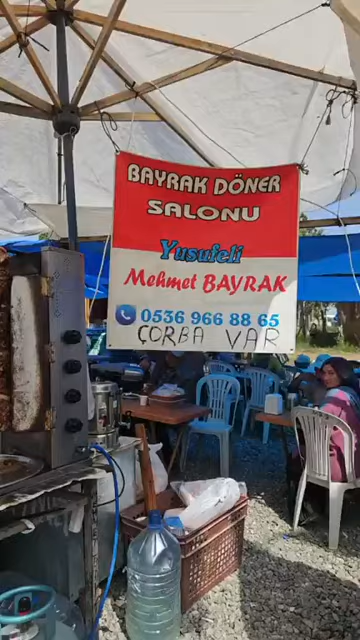 BAYRAK DÖNER
SALONU
Yusufeli
Mehmet BAYRAK
0536 966 88 65
ÇORBA VAR